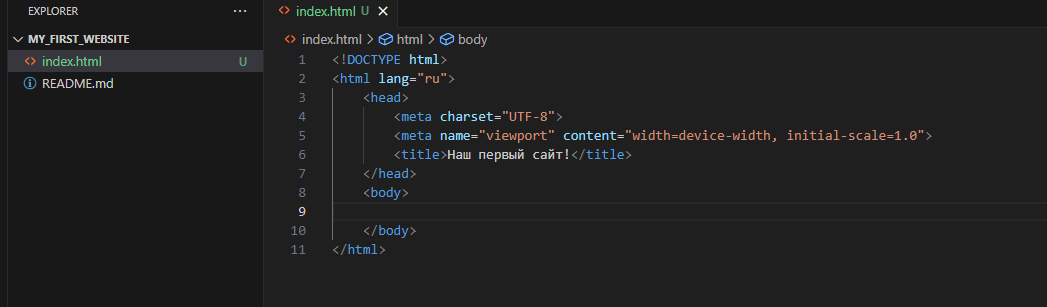 EXPLORER ...
MY_FIRST_WEBSITE
index.html U
README.md
index.html U ×
index.html > html > body
1 <!DOCTYPE html>
2 <html lang="ru">
3 <head>
4 <meta charset="UTF-8">
5 <meta name="viewport" content="width=device-width, initial-scale=1.0">
6 <title>Наш первый сайт!</title>
7 </head>
8 <body>
9
10 </body>
11 </html>